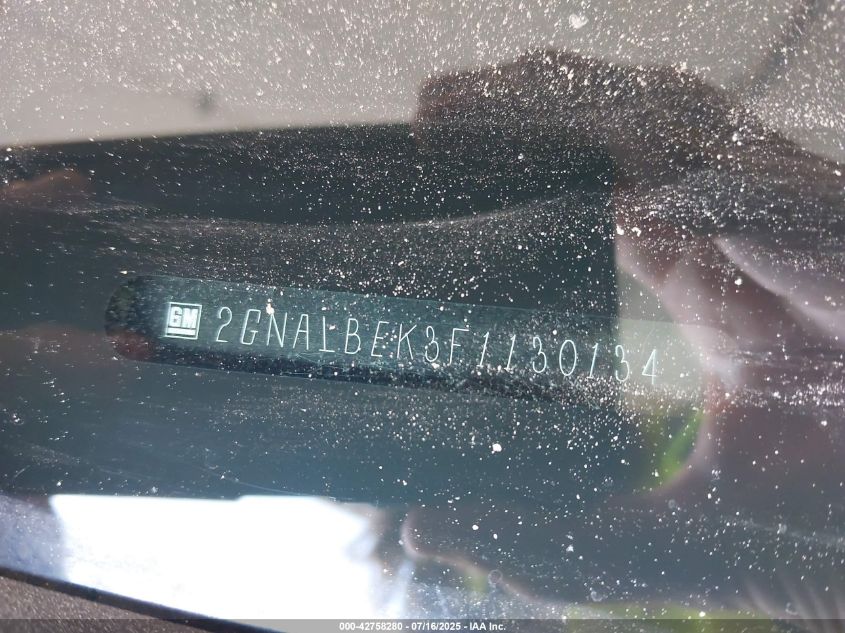 GM 2GNALBEK3F1130134
000-42758280 - 07/16/2025 - IAA Inc.